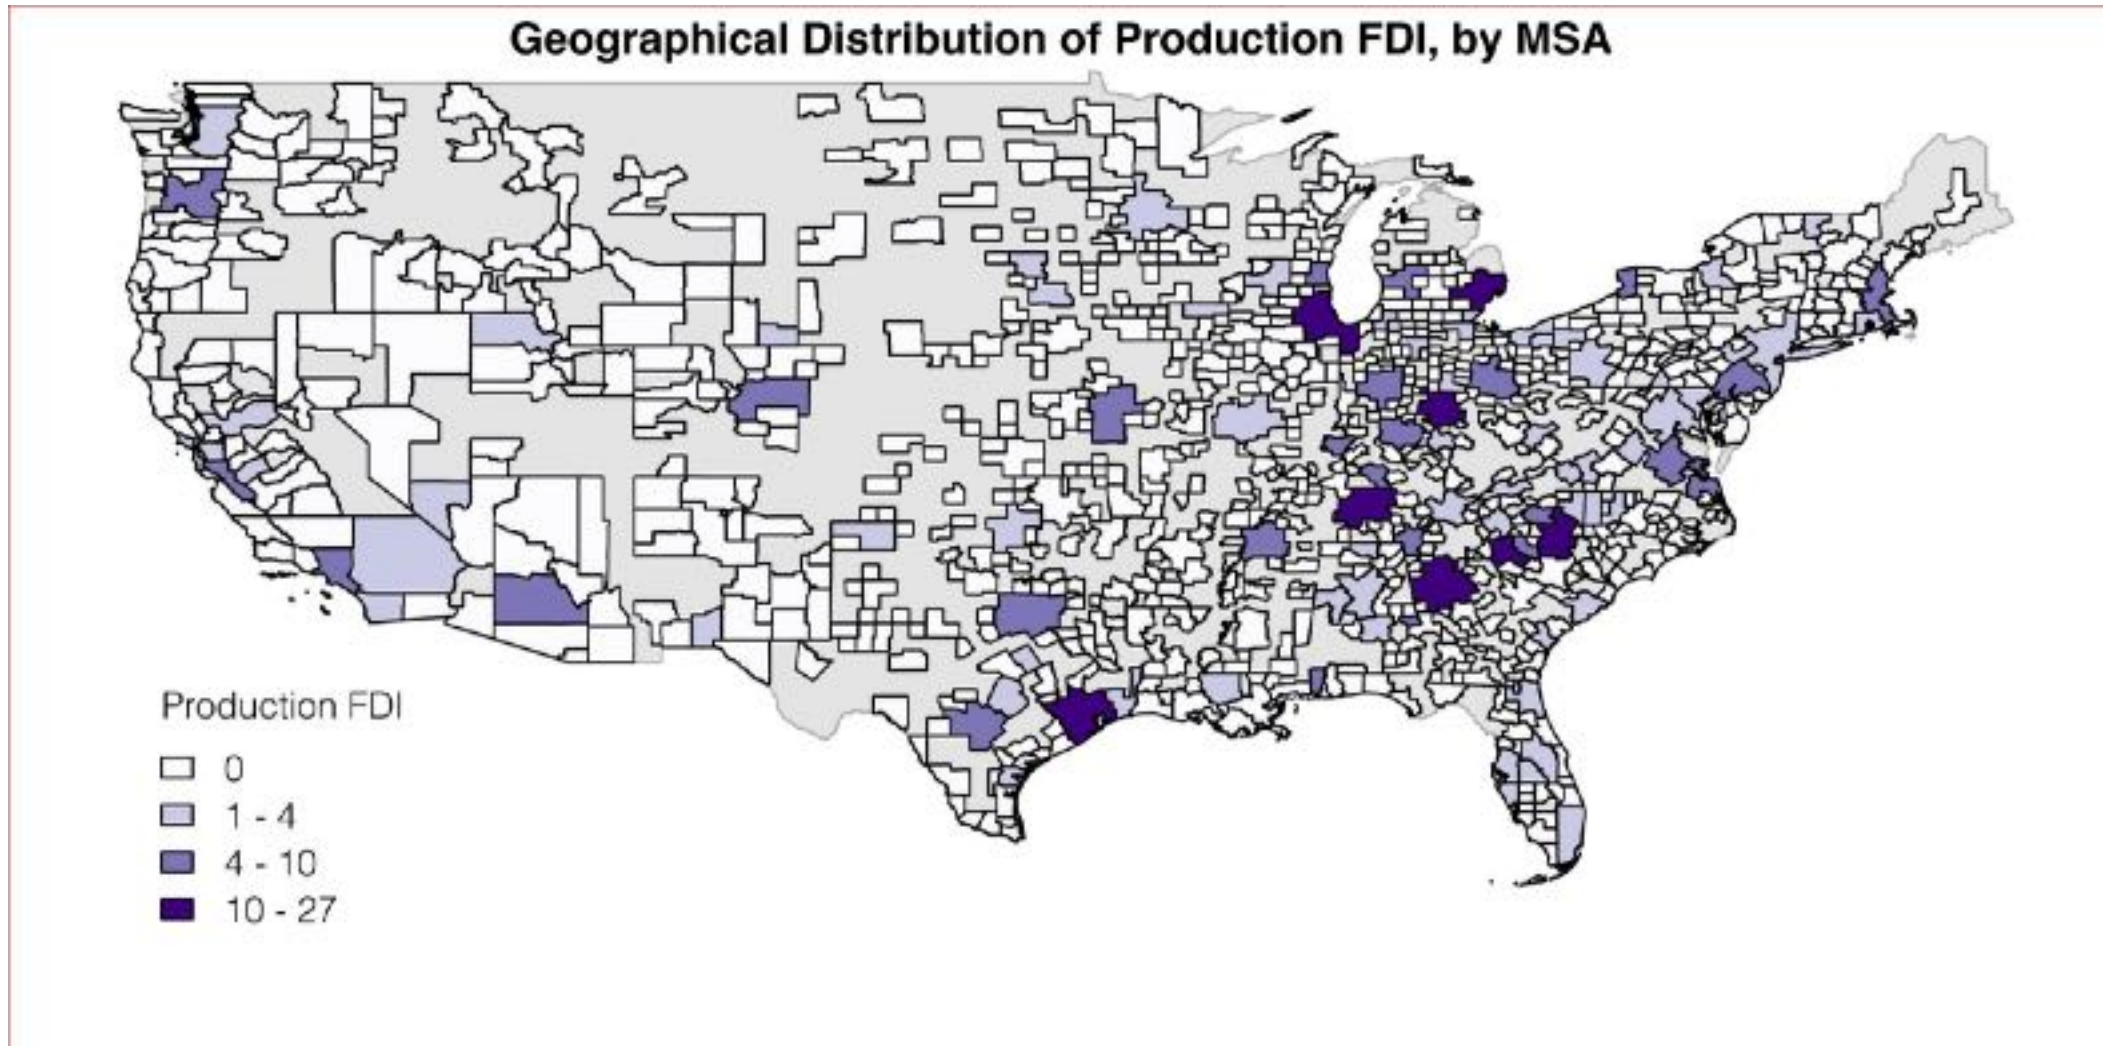 Geographical Distribution of Production FDI, by MSA
Production FDI
0
1 - 4
4 - 10
10 - 27